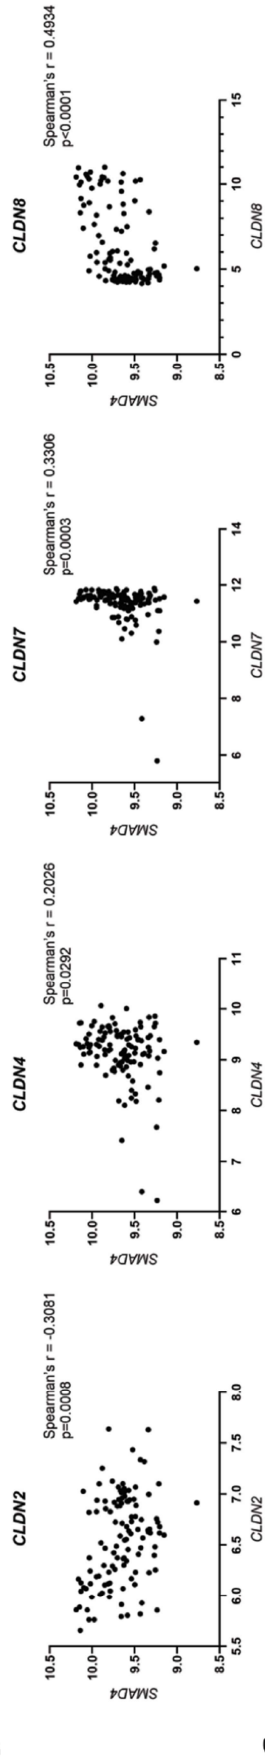 CLDN2
Spearman's r = -0.3081
p=0.0008
SMAD4
10.5
10.0
9.5
9.0
8.5
5.5 6.0 6.5 7.0 7.5 8.0
CLDN2
CLDN4
Spearman's r = 0.2026
p=0.0292
SMAD4
10.5
10.0
9.5
9.0
8.5
6 7 8 9 10 11
CLDN4
CLDN7
Spearman's r = 0.3306
p=0.0003
SMAD4
10.5
10.0
9.5
9.0
8.5
6 8 10 12 14
CLDN7
CLDN8
Spearman's r = 0.4934
p<0.0001
SMAD4
10.5
10.0
9.5
9.0
8.5
0 5 10 15
CLDN8